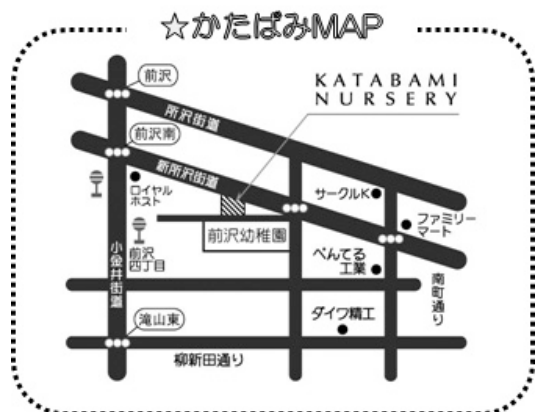 ☆かたばみMAP
前沢
KATABAMI
NURSERY
所沢街道
前沢南
新所沢街道
ロイヤル
ホスト
サークルK
ファミリー
マート
前沢幼稚園
前沢
四丁目
ぺんてる
工業
小金井街道
南町通り
滝山東
ダイワ精工
柳新田通り